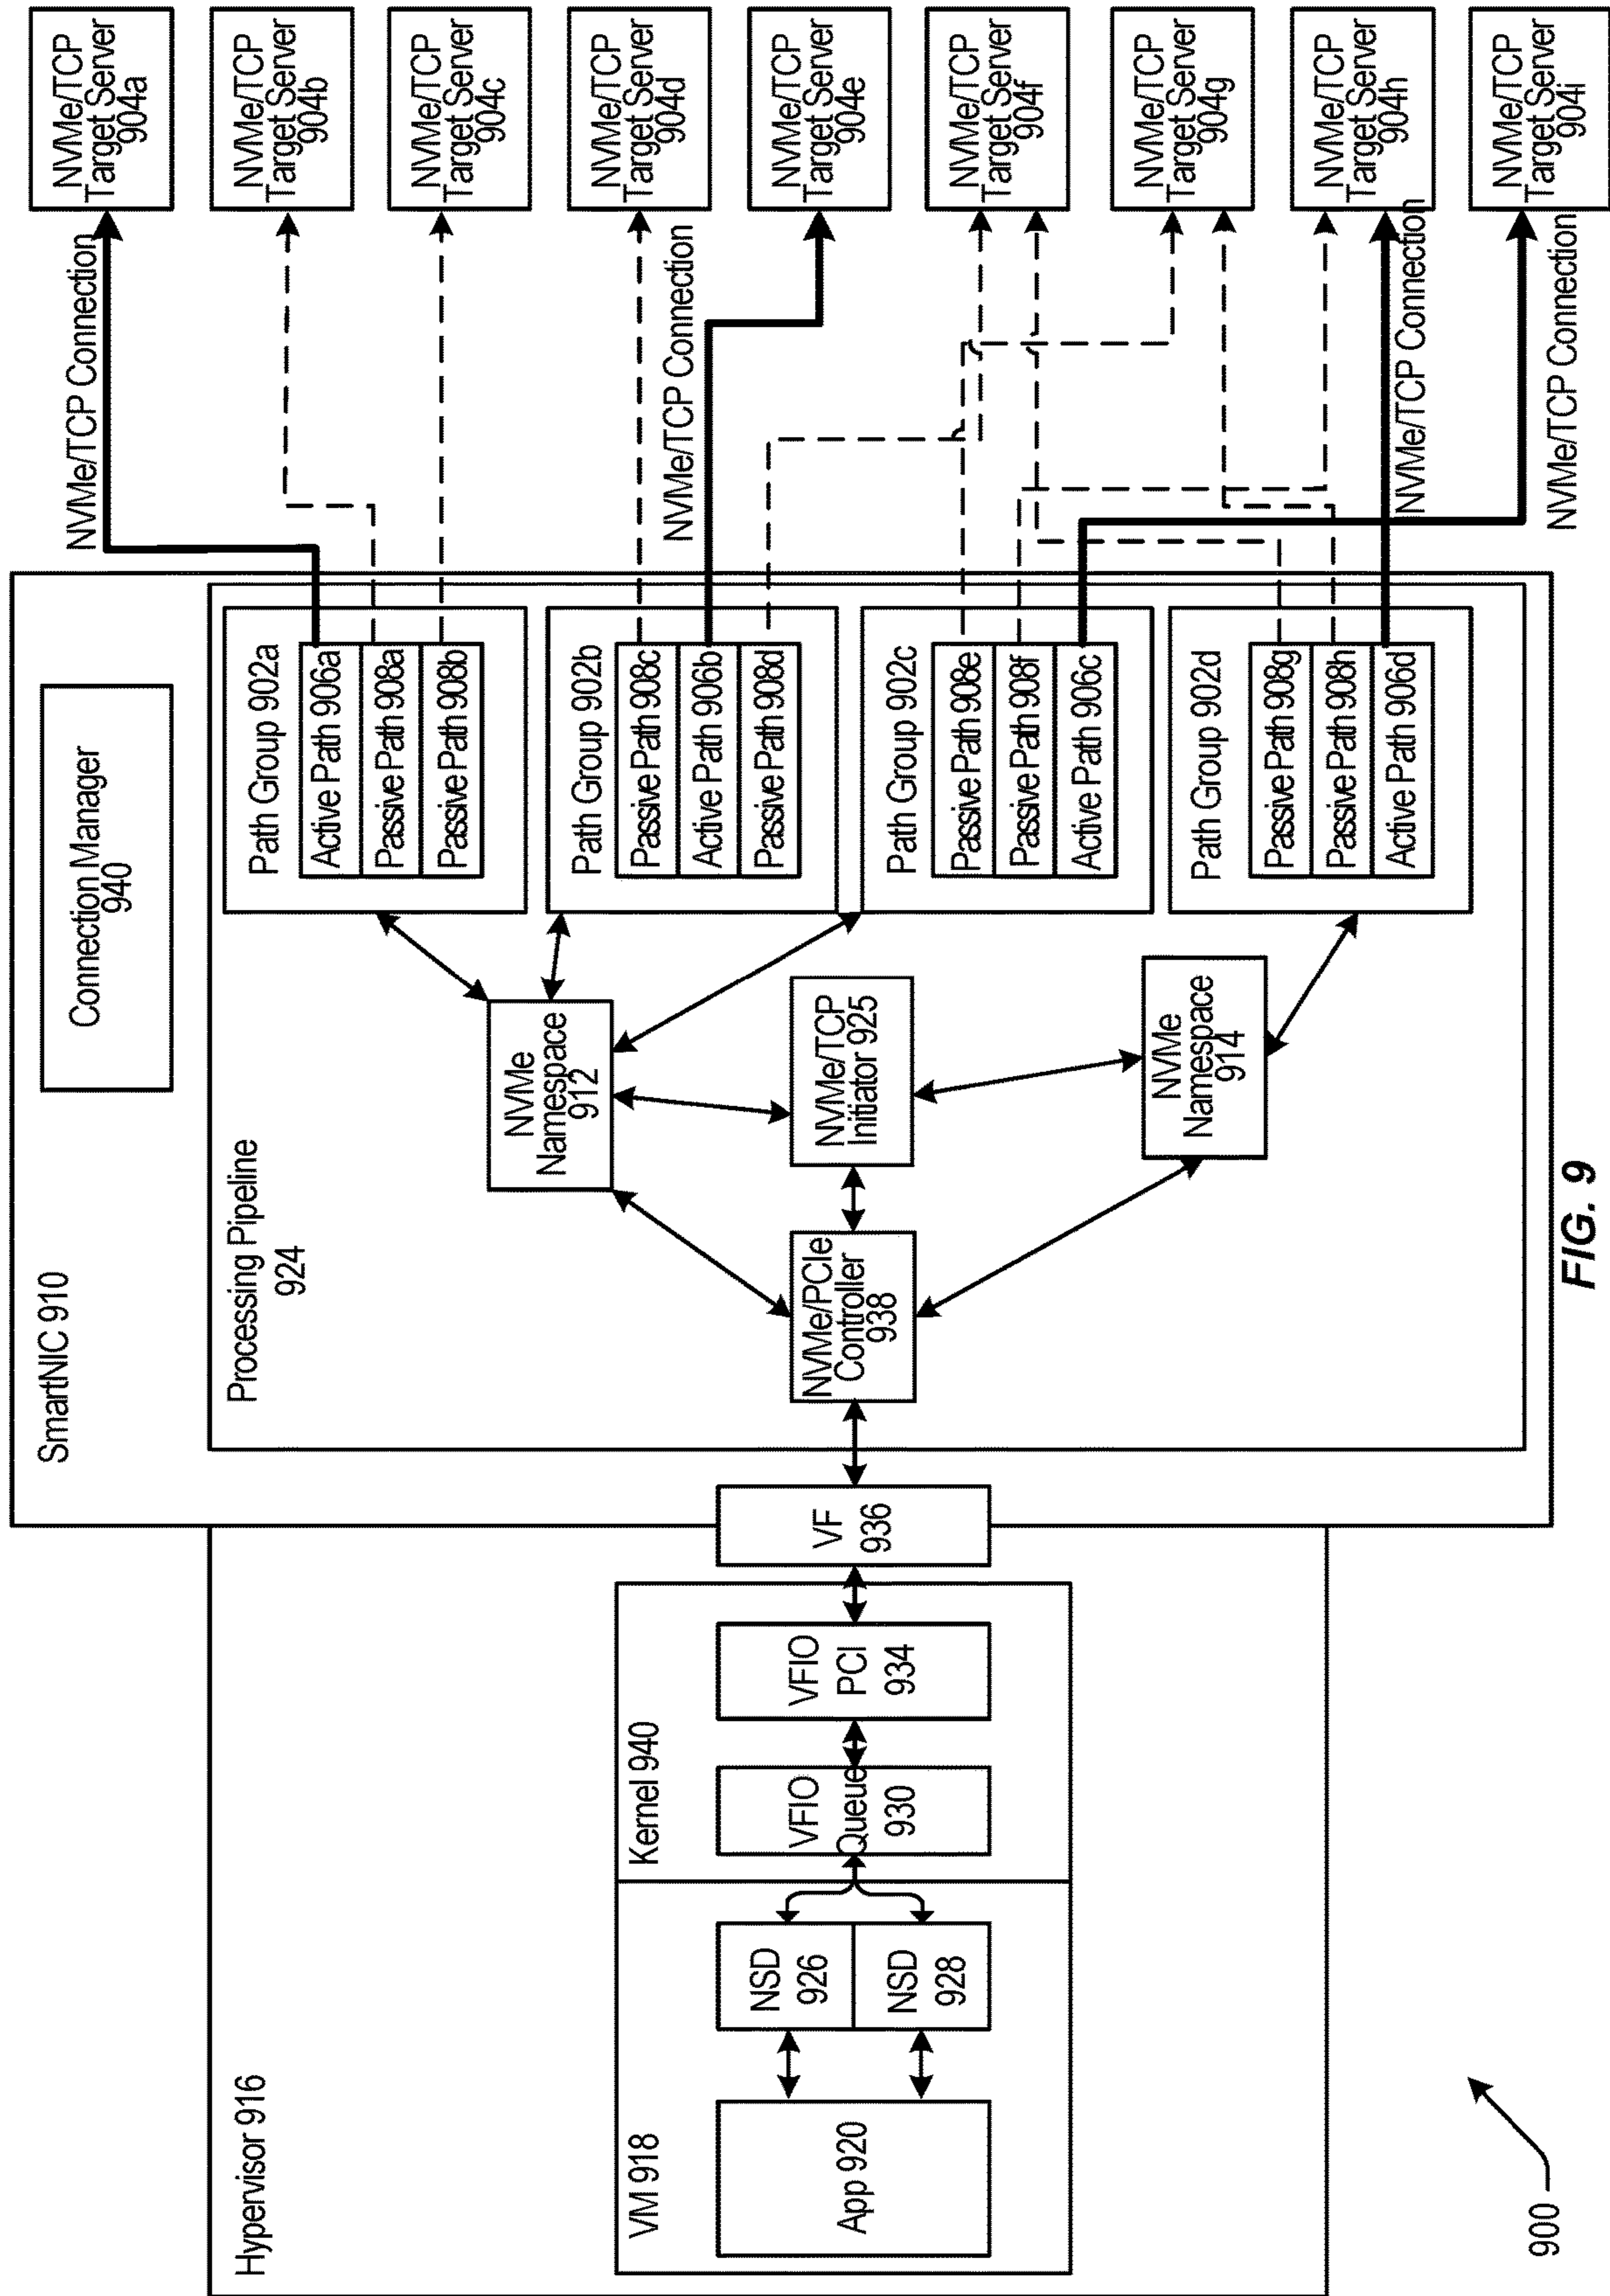 Hypervisor 916
VM 918
App 920
NSD
926
NSD
928
Kernel 940
VFIO
Queue
930
VFIO
PCI
934
VF
936
SmartNIC 910
Processing Pipeline
924
Connection Manager
940
NVMe/PCIe
Controller
938
NVMe
Namespace
912
NVMe/TCP
Initiator 925
NVMe
Namespace
914
Path Group 902a
Active Path 906a
Passive Path 908a
Passive Path 908b
Path Group 902b
Passive Path 908c
Active Path 906b
Passive Path 908d
Path Group 902c
Passive Path 908e
Passive Path 908f
Active Path 906c
Path Group 902d
Passive Path 908g
Passive Path 908h
Active Path 906d
NVMe/TCP Connection
NVMe/TCP Connection
NVMe/TCP Connection
NVMe/TCP Connection
NVMe/TCP
Target Server
904a
NVMe/TCP
Target Server
904b
NVMe/TCP
Target Server
904c
NVMe/TCP
Target Server
904d
NVMe/TCP
Target Server
904e
NVMe/TCP
Target Server
904f
NVMe/TCP
Target Server
904g
NVMe/TCP
Target Server
904h
NVMe/TCP
Target Server
904i
900
FIG. 9